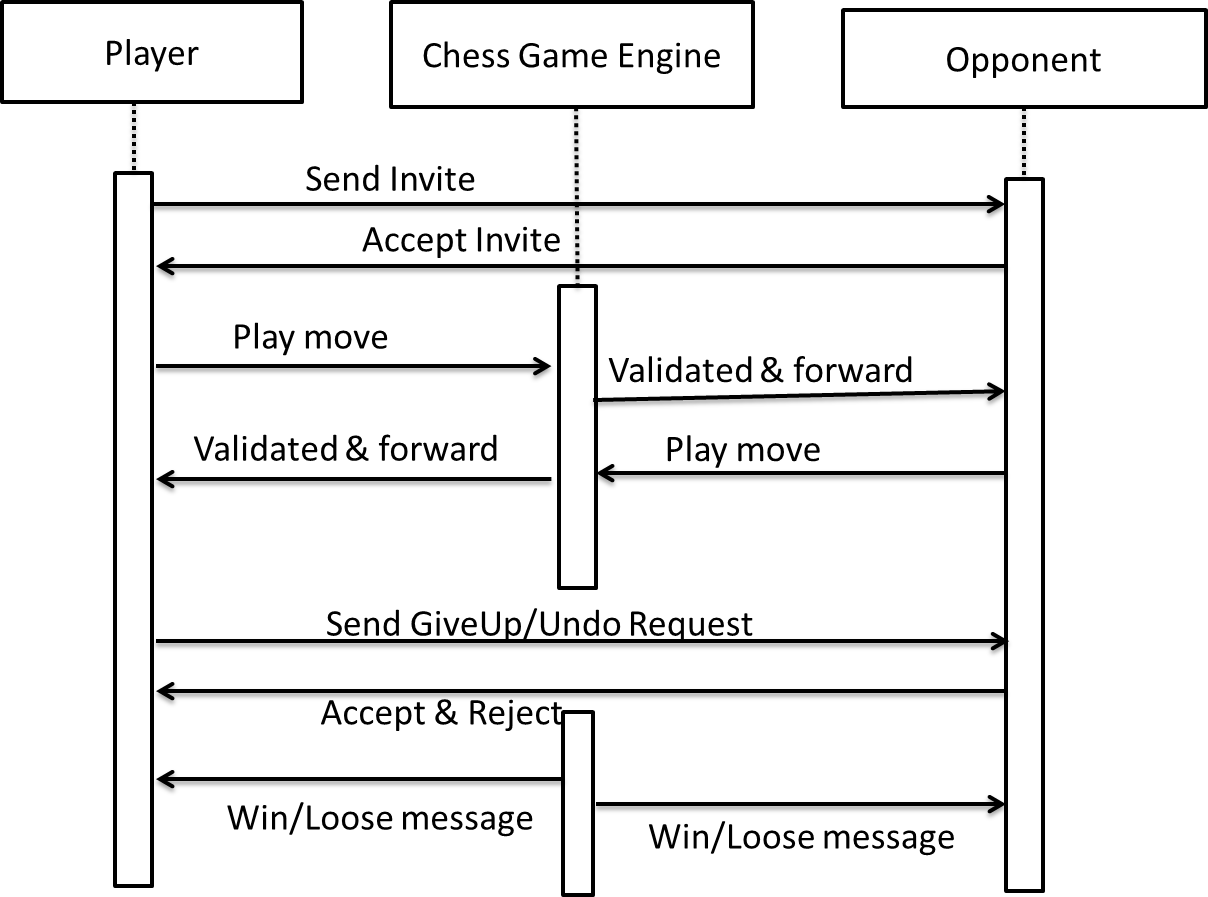 Player
Chess Game Engine
Opponent
Send Invite
Accept Invite
Play move
Validated & forward
Validated & forward
Play move
Send GiveUp/Undo Request
Accept & Reject
Win/Loose message
Win/Loose message